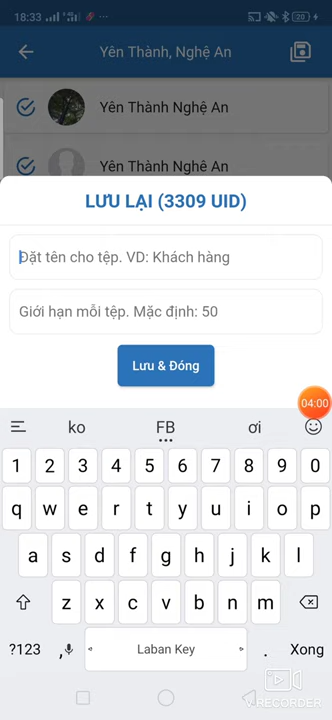 18:33
20
Yên Thành, Nghệ An
Yên Thành Nghệ An
Yên Thành Nghệ An
LƯU LẠI (3309 UID)
Đặt tên cho tệp. VD: Khách hàng
Giới hạn mỗi tệp. Mặc định: 50
Lưu & Đóng
04:00
ko FB ơi
1 2 3 4 5 6 7 8 9 0
q w e r t y u i o p
a s d f g h j k l
z x c v b n m
?123 , Laban Key . Xong
V RECORDER